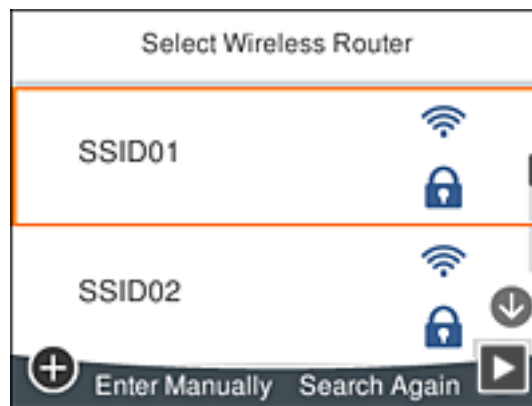 Select Wireless Router
SSID01
SSID02
Enter Manually Search Again